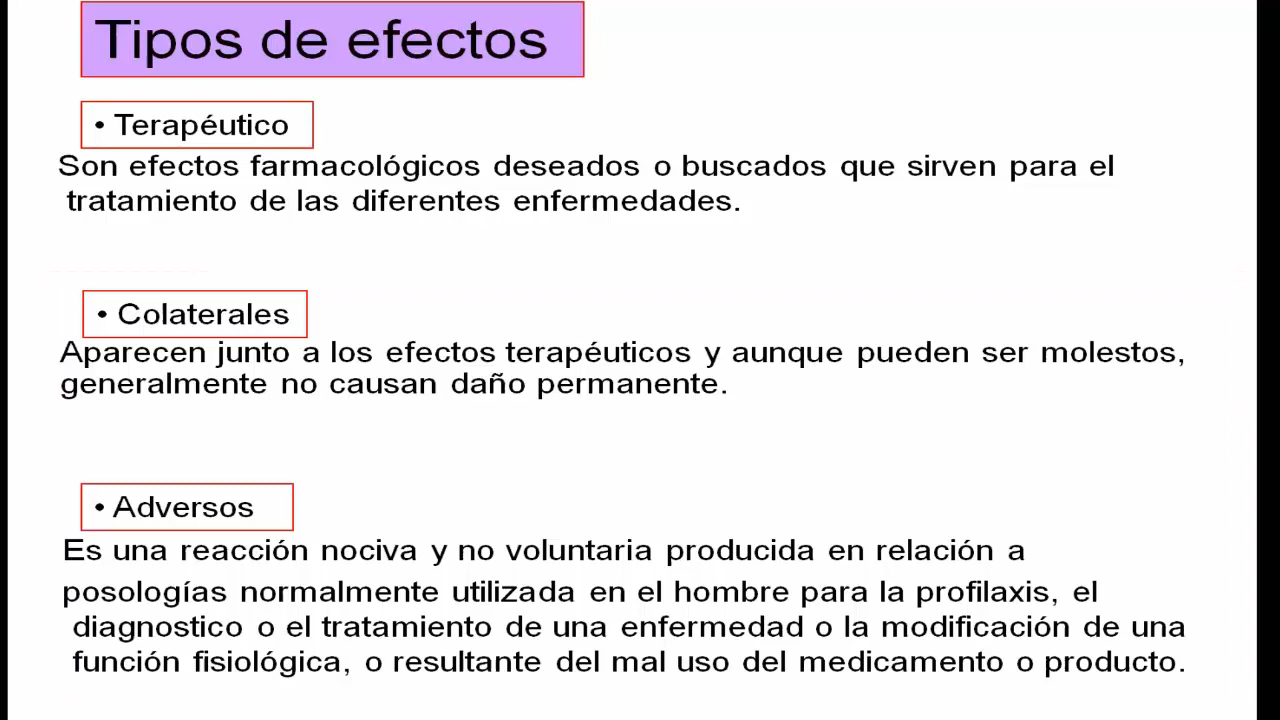 Tipos de efectos
• Terapéutico
Son efectos farmacológicos deseados o buscados que sirven para el
tratamiento de las diferentes enfermedades.
• Colaterales
Aparecen junto a los efectos terapéuticos y aunque pueden ser molestos,
generalmente no causan daño permanente.
• Adversos
Es una reacción nociva y no voluntaria producida en relación a
posologías normalmente utilizada en el hombre para la profilaxis, el
diagnostico o el tratamiento de una enfermedad o la modificación de una
función fisiológica, o resultante del mal uso del medicamento o producto.